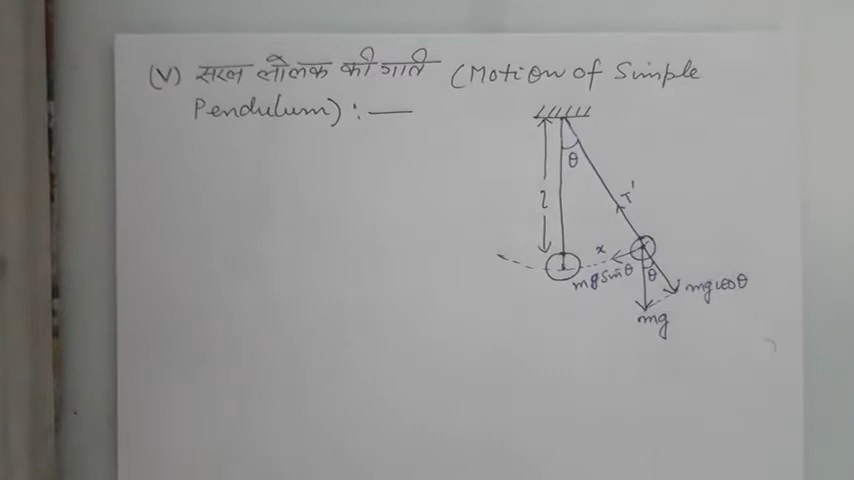 (V) सरल लोलक की गति (Motion of Simple
Pendulum) : —
θ
l
T'
x
mg sinθ
θ
mg cosθ
mg